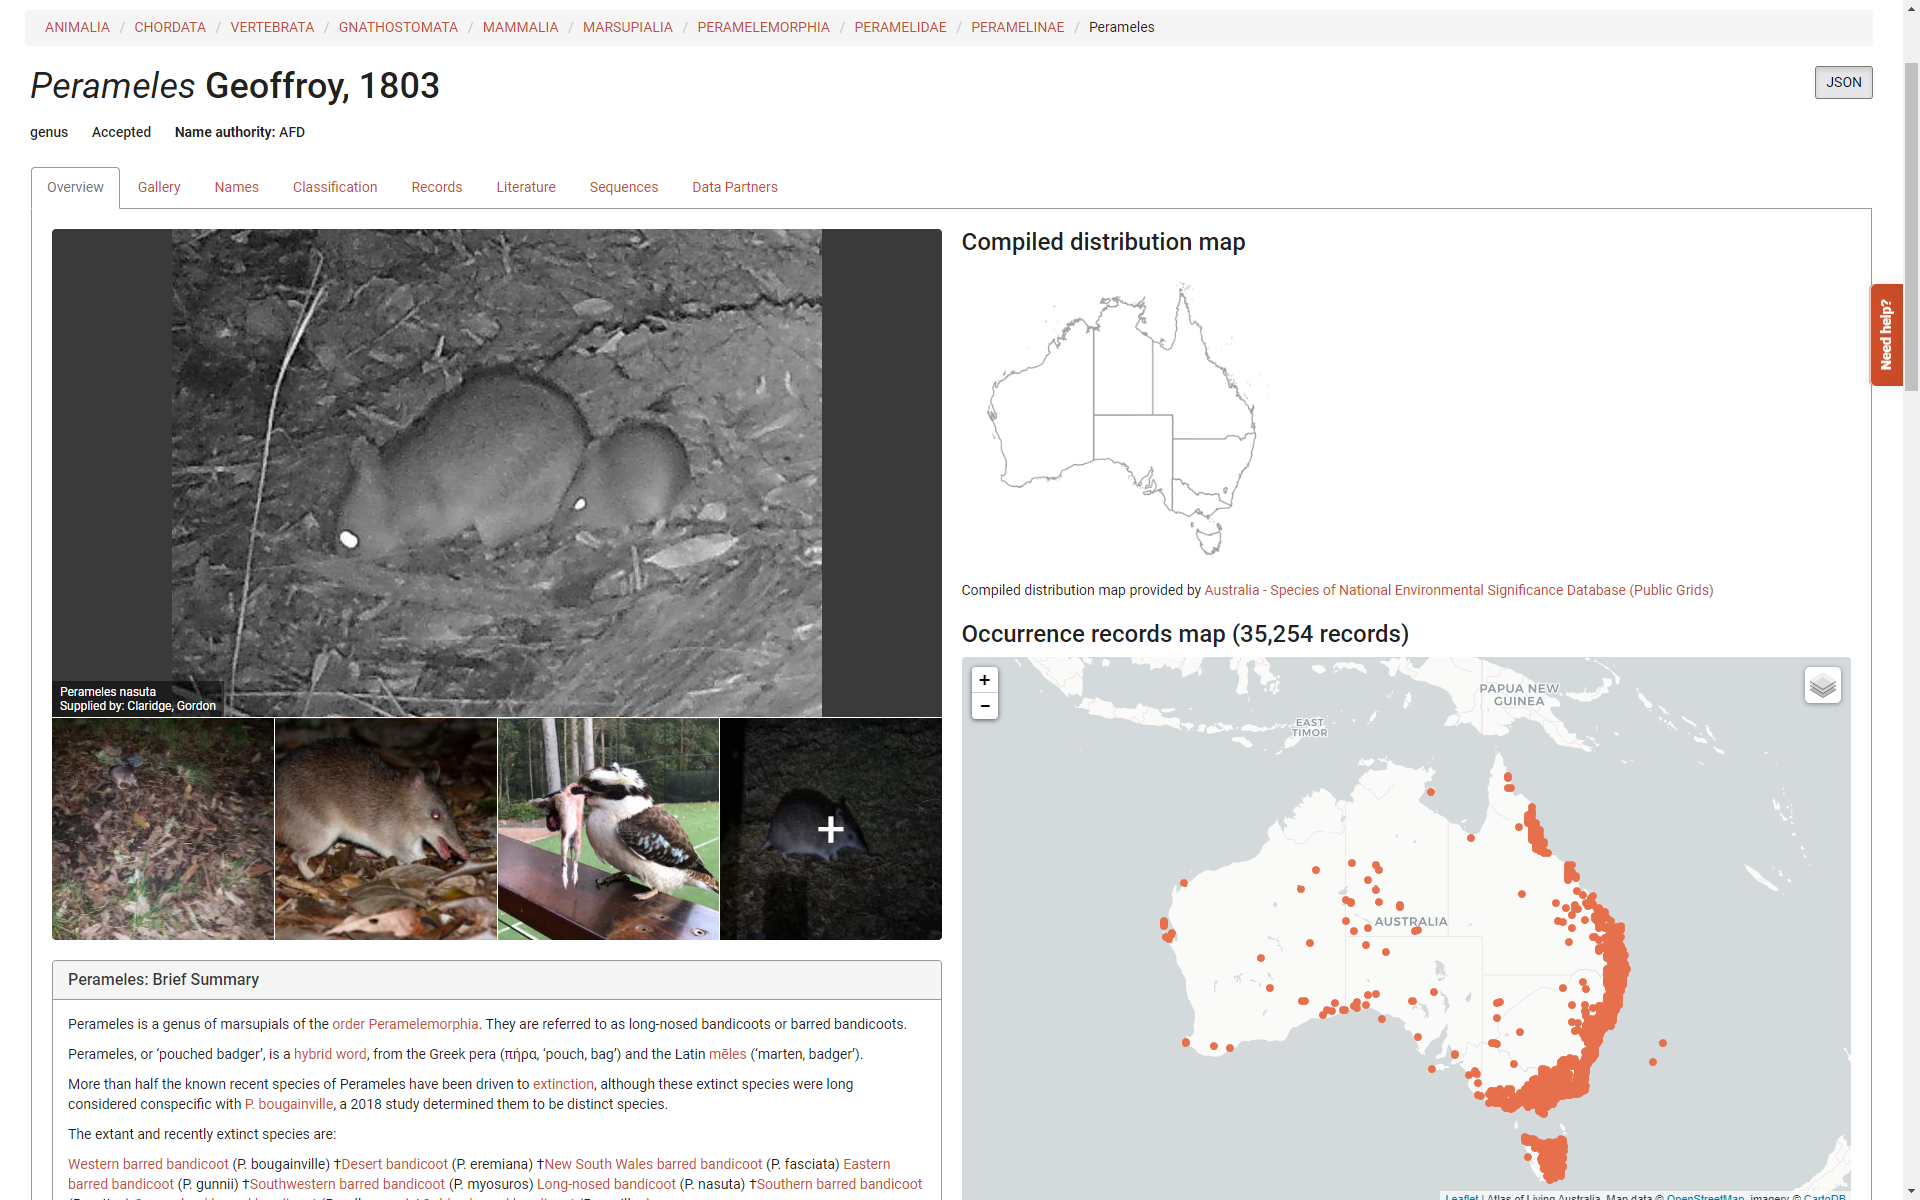 ANIMALIA / CHORDATA / VERTEBRATA / GNATHOSTOMATA / MAMMALIA / MARSUPIALIA / PERAMELEMORPHIA / PERAMELIDAE / PERAMELINAE / Perameles
Perameles Geoffroy, 1803
JSON
genus Accepted Name authority: AFD
Overview Gallery Names Classification Records Literature Sequences Data Partners
Perameles nasuta
Supplied by: Claridge, Gordon
+
Perameles: Brief Summary
Perameles is a genus of marsupials of the order Peramelemorphia. They are referred to as long-nosed bandicoots or barred bandicoots.
Perameles, or ‘pouched badger’, is a hybrid word, from the Greek pera (πήρα, ‘pouch, bag’) and the Latin mēles (‘marten, badger’).
More than half the known recent species of Perameles have been driven to extinction, although these extinct species were long
considered conspecific with P. bougainville, a 2018 study determined them to be distinct species.
The extant and recently extinct species are:
Western barred bandicoot (P. bougainville) †Desert bandicoot (P. eremiana) †New South Wales barred bandicoot (P. fasciata) Eastern
barred bandicoot (P. gunnii) †Southwestern barred bandicoot (P. myosuros) Long-nosed bandicoot (P. nasuta) †Southern barred bandicoot
Compiled distribution map
Compiled distribution map provided by Australia - Species of National Environmental Significance Database (Public Grids)
Occurrence records map (35,254 records)
+
−
PAPUA NEW
GUINEA
EAST
TIMOR
AUSTRALIA
Leaflet | Atlas of Living Australia, Map data © OpenStreetMap, imagery © CartoDB
Need help?